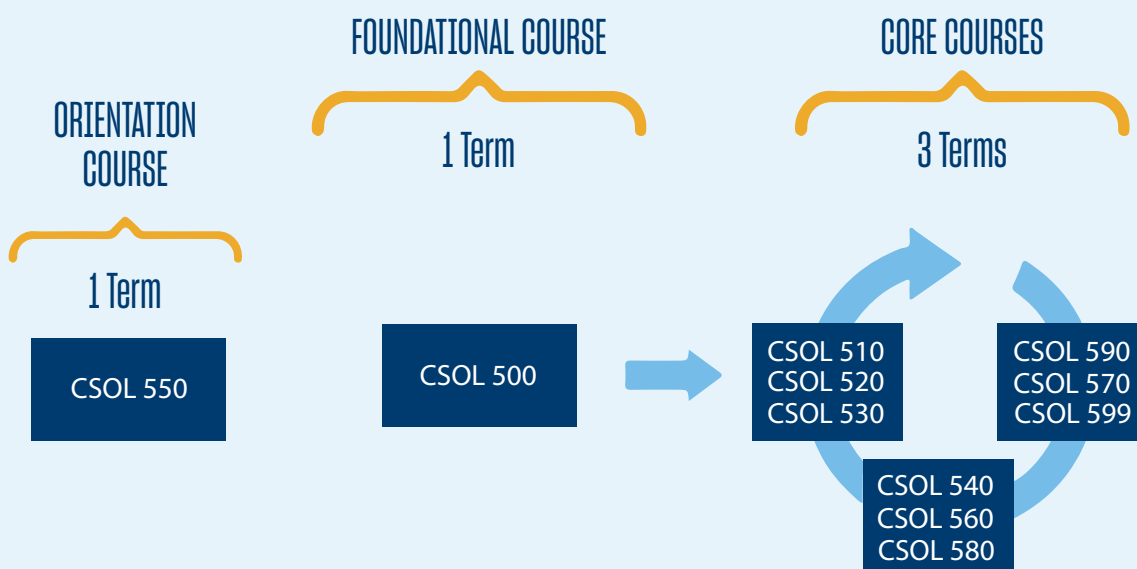 ORIENTATION
COURSE
1 Term
CSOL 550
FOUNDATIONAL COURSE
1 Term
CSOL 500
CORE COURSES
3 Terms
CSOL 510
CSOL 520
CSOL 530
CSOL 590
CSOL 570
CSOL 599
CSOL 540
CSOL 560
CSOL 580